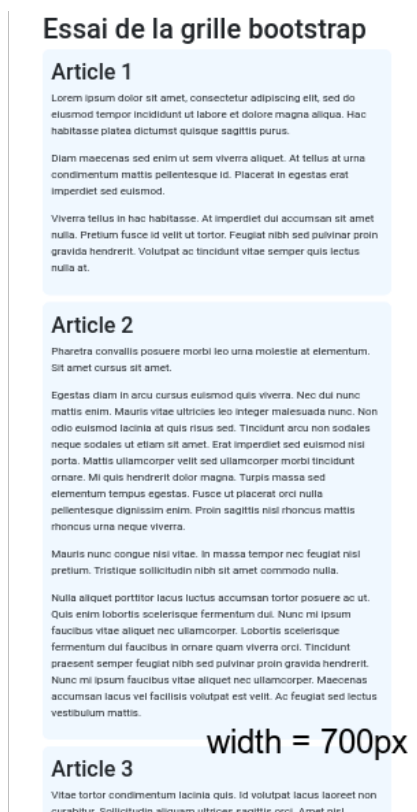 Essai de la grille bootstrap
Article 1
Lorem ipsum dolor sit amet, consectetur adipiscing elit, sed do
eiusmod tempor incididunt ut labore et dolore magna aliqua. Hac
habitasse platea dictumst quisque sagittis purus.
Diam maecenas sed enim ut sem viverra aliquet. At tellus at urna
condimentum mattis pellentesque id. Placerat in egestas erat
imperdiet sed euismod.
Viverra tellus in hac habitasse. At imperdiet dui accumsan sit amet
nulla. Pretium fusce id velit ut tortor. Feugiat nibh sed pulvinar proin
gravida hendrerit. Volutpat ac tincidunt vitae semper quis lectus
nulla at.
Article 2
Pharetra convallis posuere morbi leo urna molestie at elementum.
Sit amet cursus sit amet.
Egestas diam in arcu cursus euismod quis viverra. Nec dui nunc
mattis enim. Mauris vitae ultricies leo integer malesuada nunc. Non
odio euismod lacinia at quis risus sed. Tincidunt arcu non sodales
neque sodales ut etiam sit amet. Erat imperdiet sed euismod nisi
porta. Mattis ullamcorper velit sed ullamcorper morbi tincidunt
ornare. Mi quis hendrerit dolor magna. Turpis massa sed
elementum tempus egestas. Fusce ut placerat orci nulla
pellentesque dignissim enim. Proin sagittis nisl rhoncus mattis
rhoncus urna neque viverra.
Mauris nunc congue nisi vitae. In massa tempor nec feugiat nisl
pretium. Tristique sollicitudin nibh sit amet commodo nulla.
Nulla aliquet porttitor lacus luctus accumsan tortor posuere ac ut.
Quis enim lobortis scelerisque fermentum dui. Nunc mi ipsum
faucibus vitae aliquet nec ullamcorper. Lobortis scelerisque
fermentum dui faucibus in ornare quam viverra orci. Tincidunt
praesent semper feugiat nibh sed pulvinar proin gravida hendrerit.
Nunc mi ipsum faucibus vitae aliquet nec ullamcorper. Maecenas
accumsan lacus vel facilisis volutpat est velit. Ac feugiat sed lectus
vestibulum mattis.
width = 700px
Article 3
Vitae tortor condimentum lacinia quis. Id volutpat lacus laoreet non
curabitur. Sollicitudin aliquam ultrices sagittis orci. Amet nisl